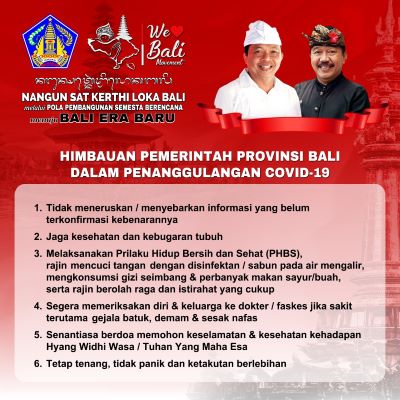 We
Bali
Movement
NANGUN SAT KERTHI LOKA BALI
melalui POLA PEMBANGUNAN SEMESTA BERENCANA
menuju BALI ERA BARU
HIMBAUAN PEMERINTAH PROVINSI BALI
DALAM PENANGGULANGAN COVID-19
1. Tidak meneruskan / menyebarkan informasi yang belum
terkonfirmasi kebenarannya
2. Jaga kesehatan dan kebugaran tubuh
3. Melaksanakan Prilaku Hidup Bersih dan Sehat (PHBS),
rajin mencuci tangan dengan disinfektan / sabun pada air mengalir,
mengkonsumsi gizi seimbang & perbanyak makan sayur/buah,
serta rajin berolah raga dan istirahat yang cukup
4. Segera memeriksakan diri & keluarga ke dokter / faskes jika sakit
terutama gejala batuk, demam & sesak nafas
5. Senantiasa berdoa memohon keselamatan & kesehatan kehadapan
Hyang Widhi Wasa / Tuhan Yang Maha Esa
6. Tetap tenang, tidak panik dan ketakutan berlebihan